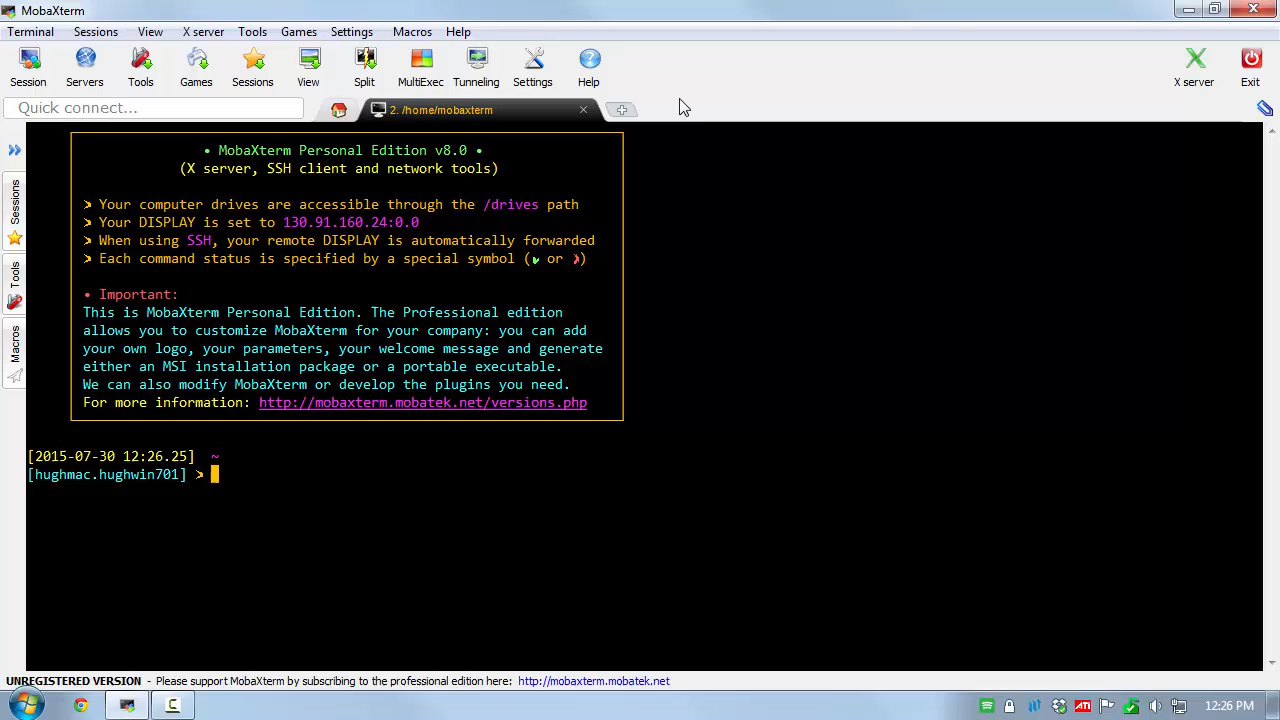 MobaXterm
Terminal Sessions View X server Tools Games Settings Macros Help
Session Servers Tools Games Sessions View Split MultiExec Tunneling Settings Help X server Exit
Quick connect...
2. /home/mobaxterm
Sessions
Tools
Macros
• MobaXterm Personal Edition v8.0 •
(X server, SSH client and network tools)
> Your computer drives are accessible through the /drives path
> Your DISPLAY is set to 130.91.160.24:0.0
> When using SSH, your remote DISPLAY is automatically forwarded
> Each command status is specified by a special symbol (✔ or ✘)
• Important:
This is MobaXterm Personal Edition. The Professional edition
allows you to customize MobaXterm for your company: you can add
your own logo, your parameters, your welcome message and generate
either an MSI installation package or a portable executable.
We can also modify MobaXterm or develop the plugins you need.
For more information: http://mobaxterm.mobatek.net/versions.php
[2015-07-30 12:26.25] ~
[hughmac.hughwin701] >
UNREGISTERED VERSION - Please support MobaXterm by subscribing to the professional edition here: http://mobaxterm.mobatek.net
ATI
12:26 PM